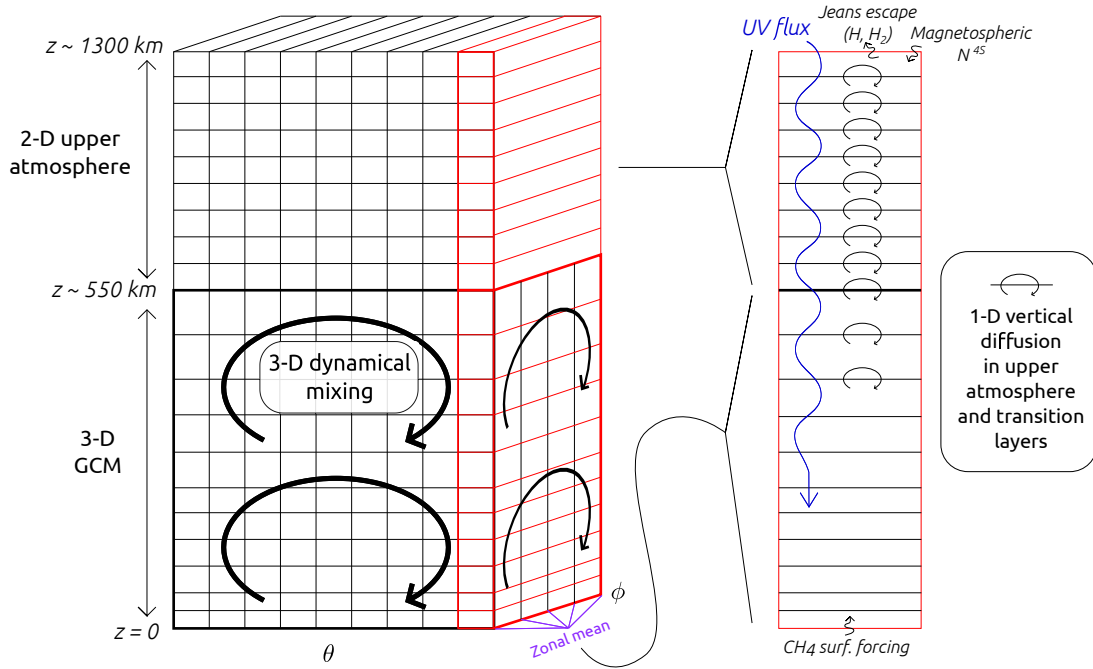 z ~ 1300 km
2-D upper
atmosphere
z ~ 550 km
3-D dynamical
mixing
3-D
GCM
z = 0
θ
ϕ
Zonal mean
UV flux
Jeans escape
(H, H₂)
Magnetospheric
N⁴ˢ
CH4 surf. forcing
1-D vertical
diffusion
in upper
atmosphere
and transition
layers